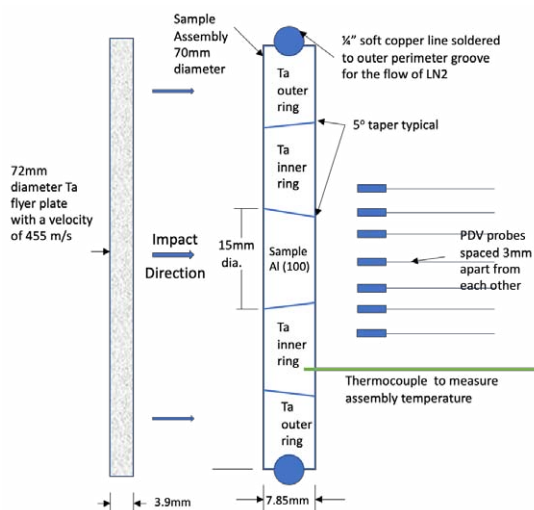 Sample
Assembly
70mm
diameter
¼” soft copper line soldered
to outer perimeter groove
for the flow of LN2
Ta
outer
ring
5° taper typical
Ta
inner
ring
72mm
diameter Ta
flyer plate
with a velocity
of 455 m/s
Impact
Direction
15mm
dia.
Sample
Al (100)
PDV probes
spaced 3mm
apart from
each other
Ta
inner
ring
Thermocouple to measure
assembly temperature
Ta
outer
ring
3.9mm
7.85mm